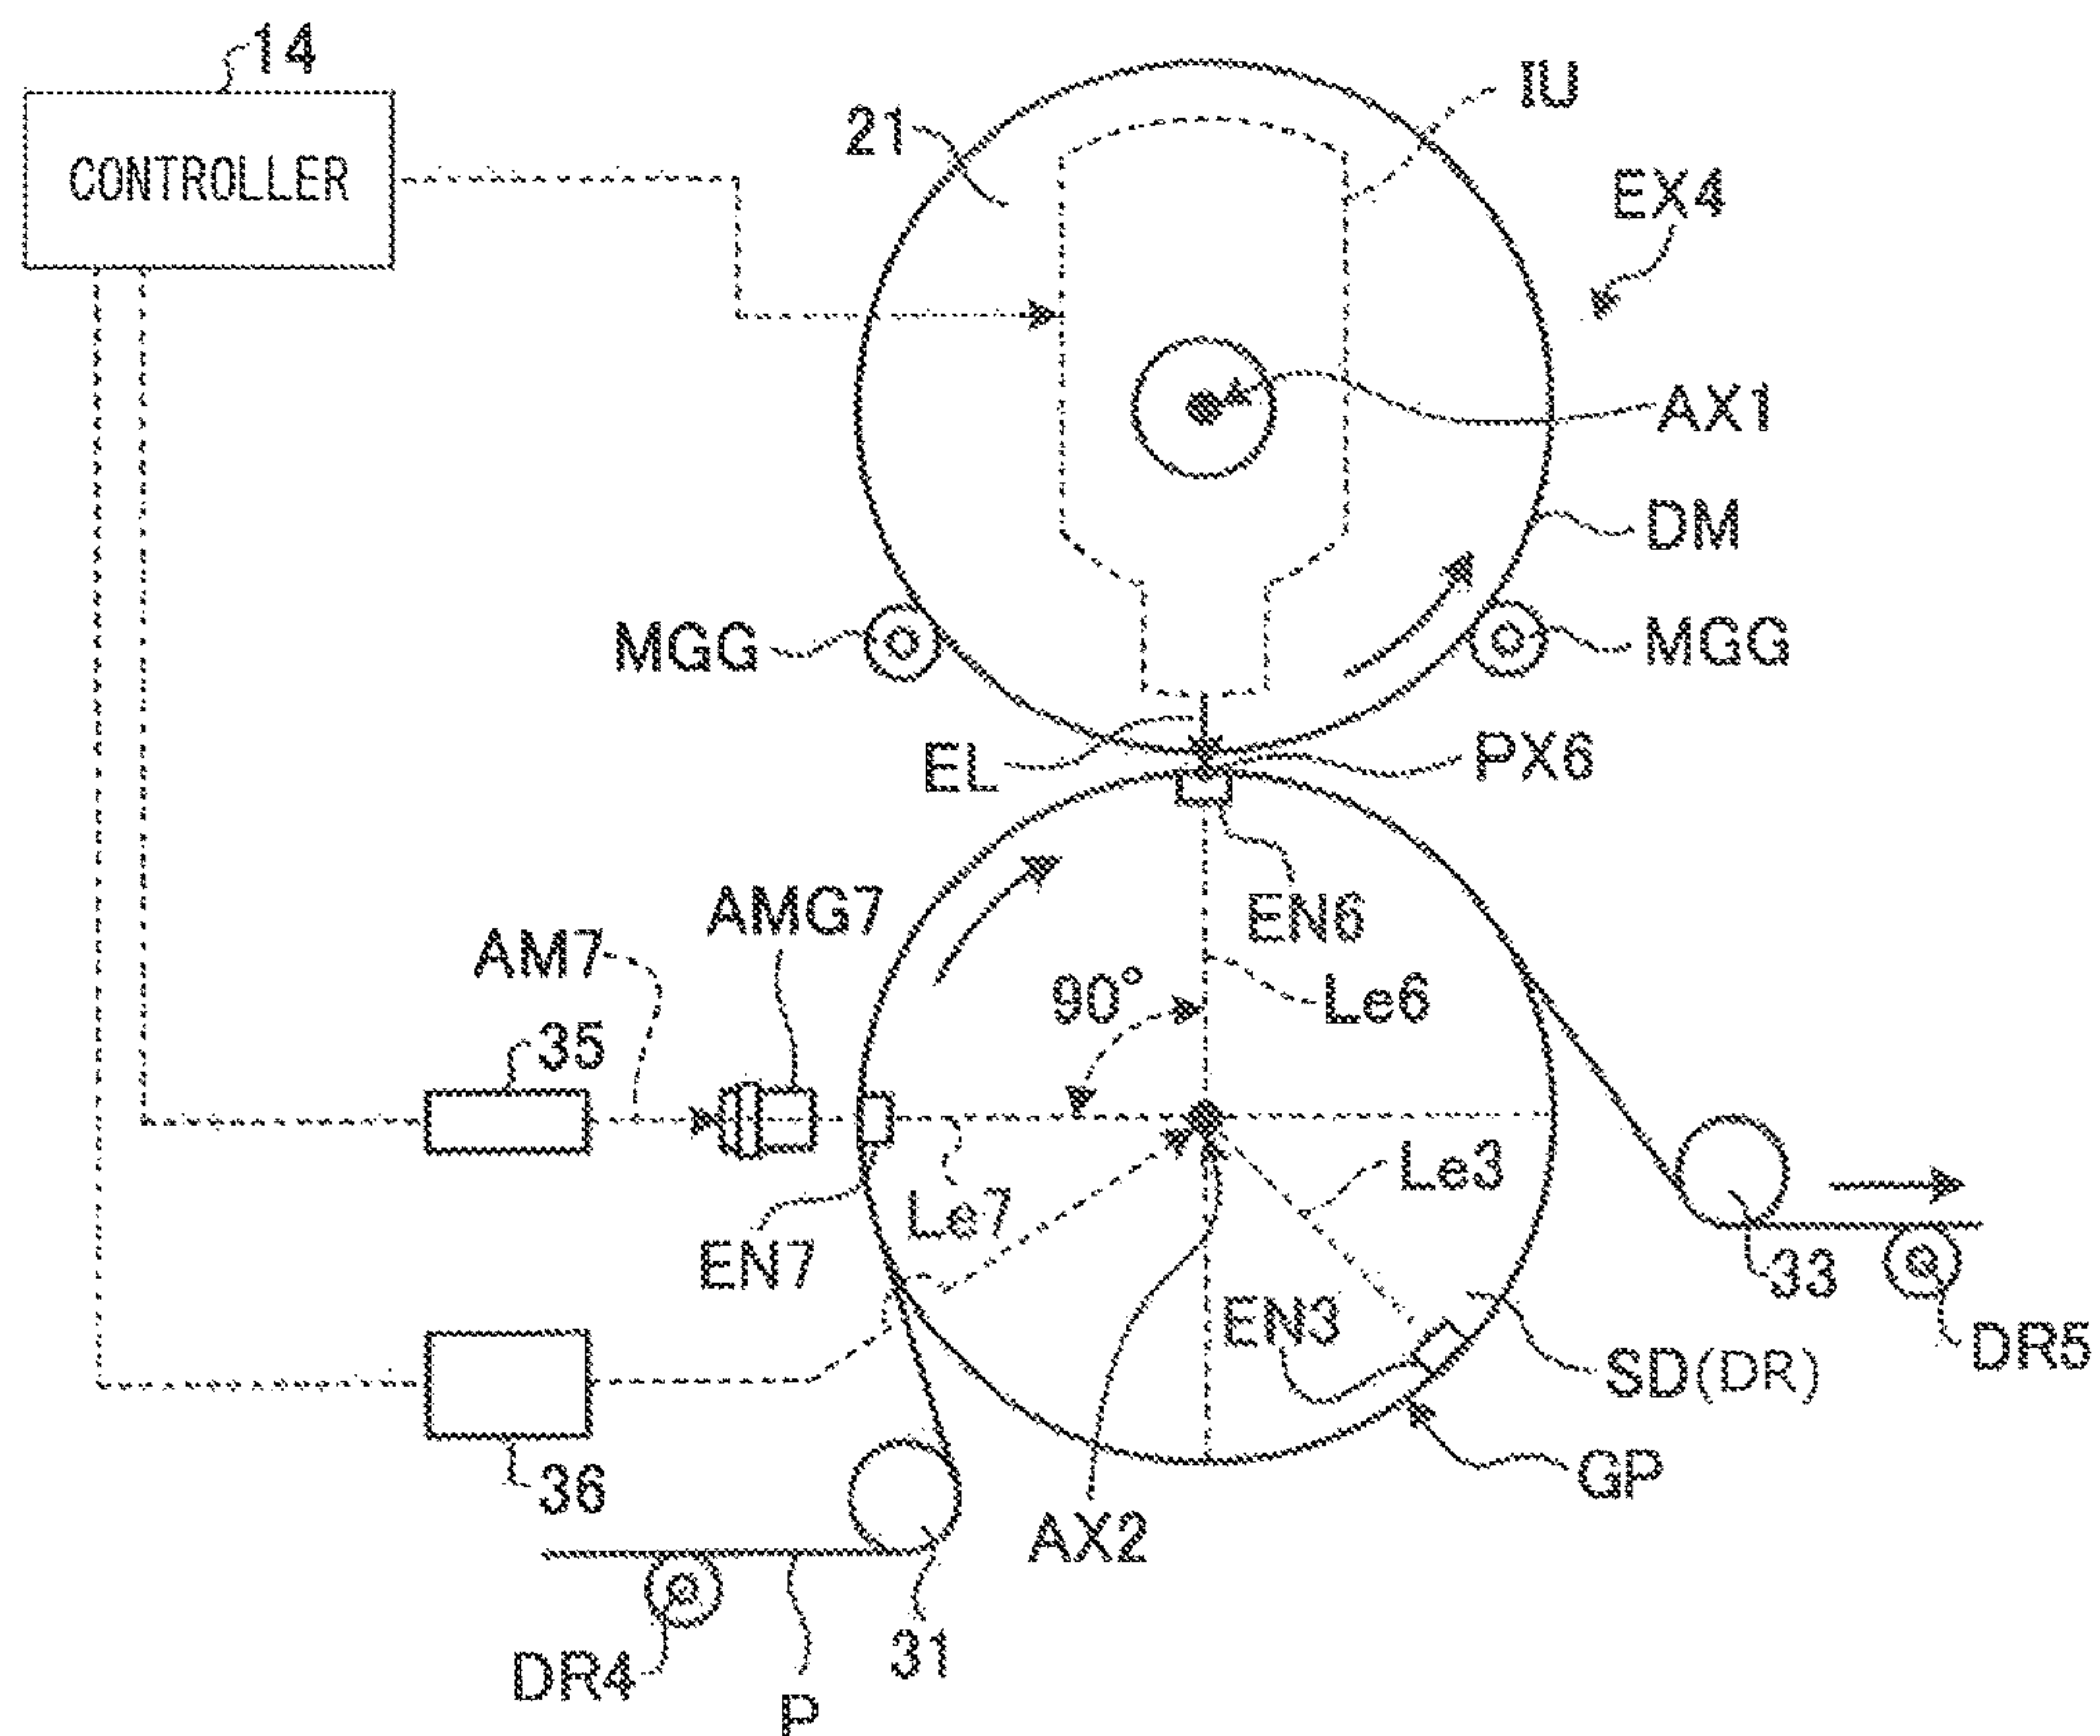 14
IU
21
CONTROLLER
EX4
AX1
DM
MGG
MGG
EL
PX6
AMG7
EN6
AM7
90°
Le6
35
Le3
Le7
EN7
33
EN3
DR5
SD(DR)
GP
36
AX2
31
DR4
P